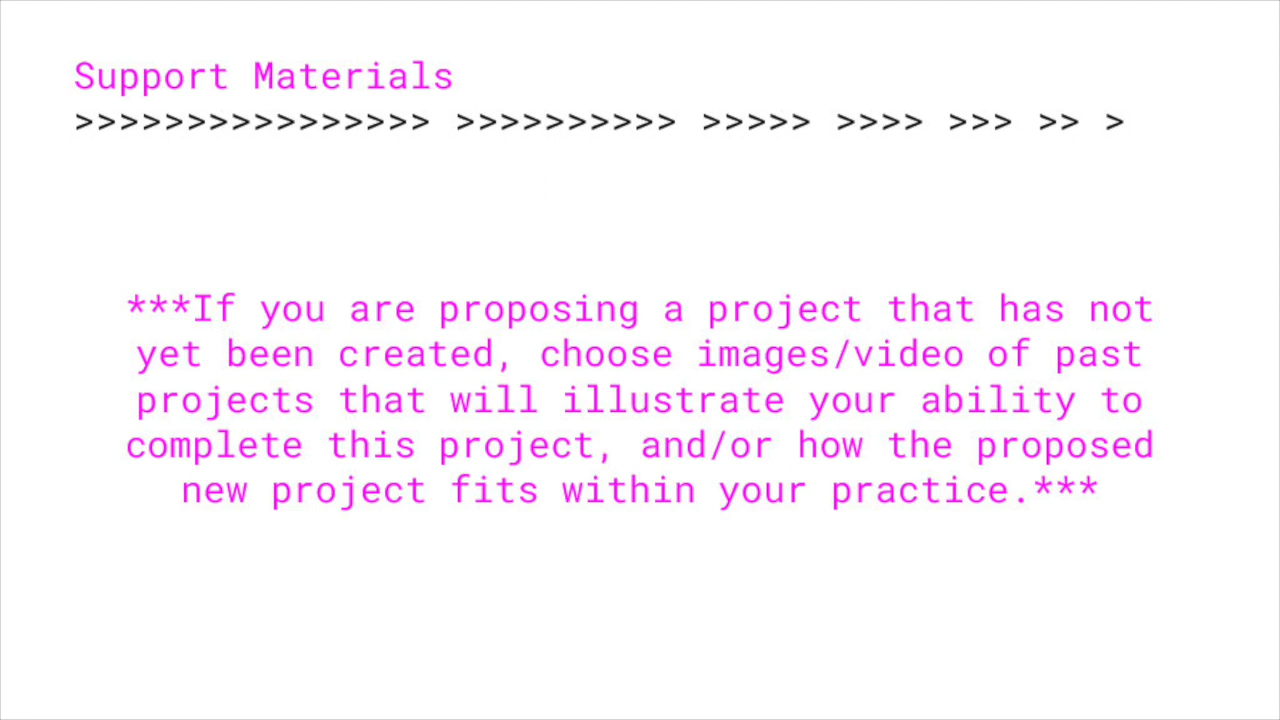 Support Materials
>>>>>>>>>>>>>>>> >>>>>>>>>> >>>>> >>>> >>> >> >
***If you are proposing a project that has not
yet been created, choose images/video of past
projects that will illustrate your ability to
complete this project, and/or how the proposed
new project fits within your practice.***